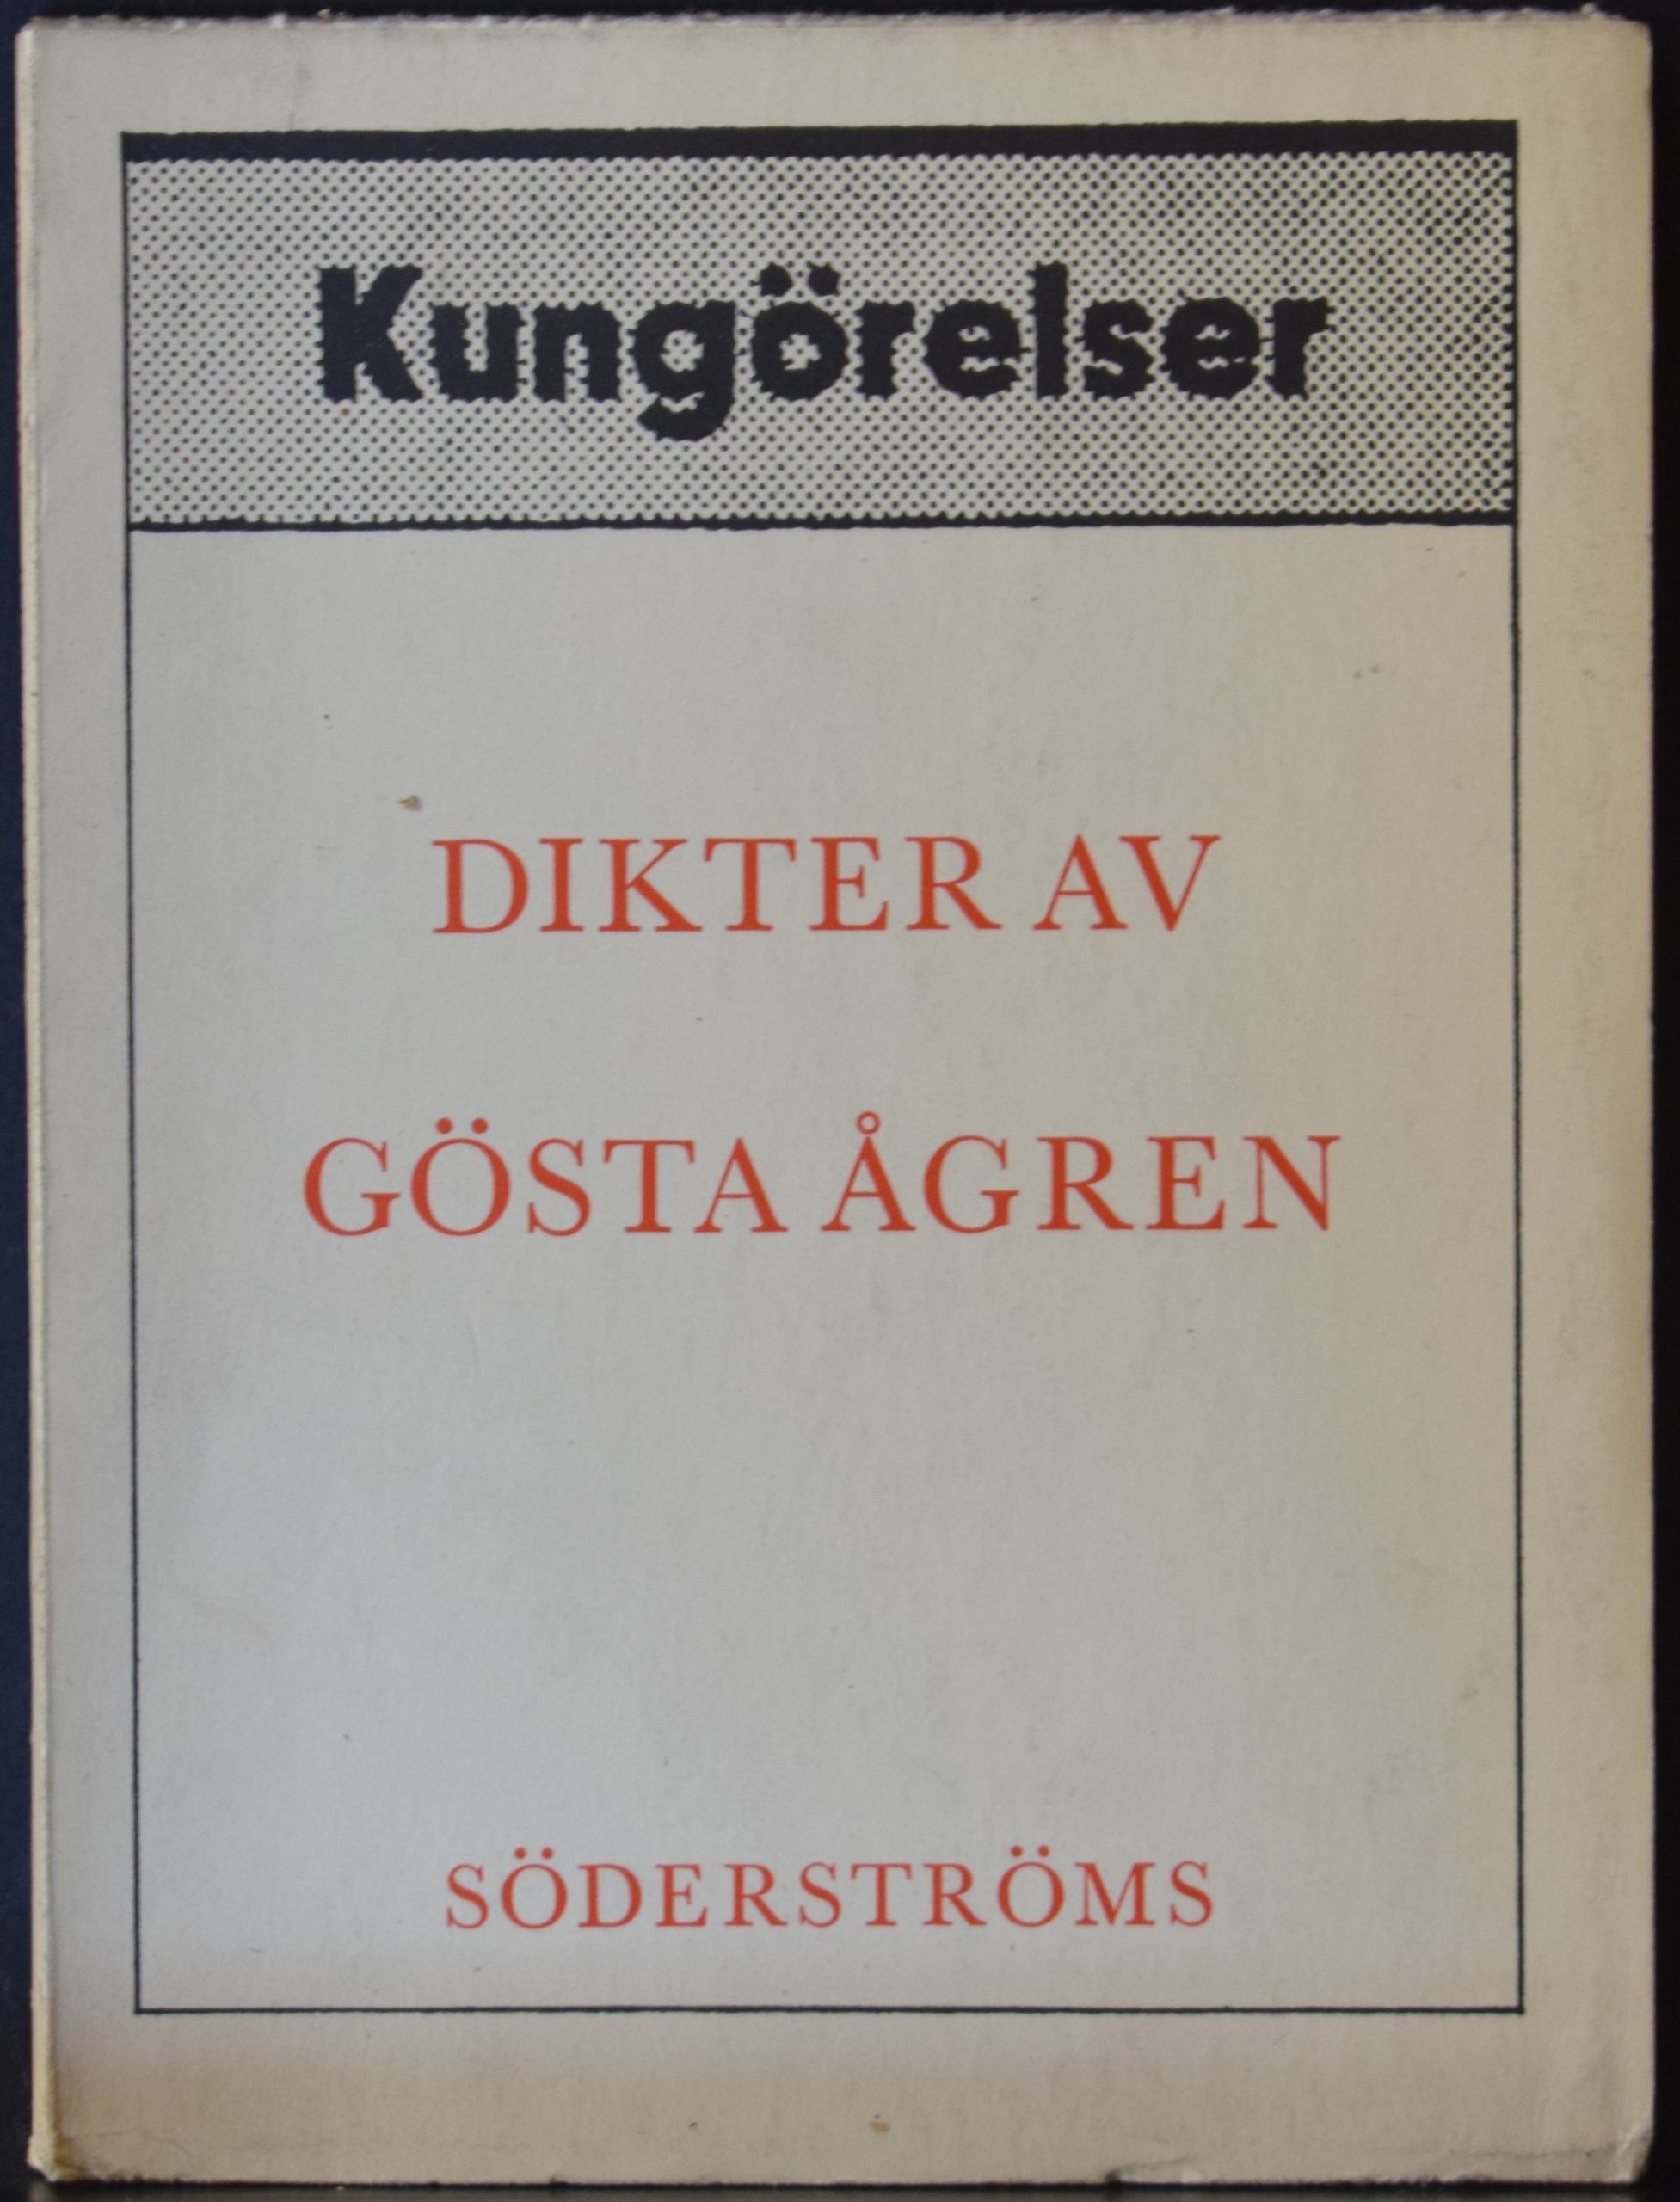 Kungörelser
DIKTER AV
GÖSTA ÅGREN
SÖDERSTRÖMS